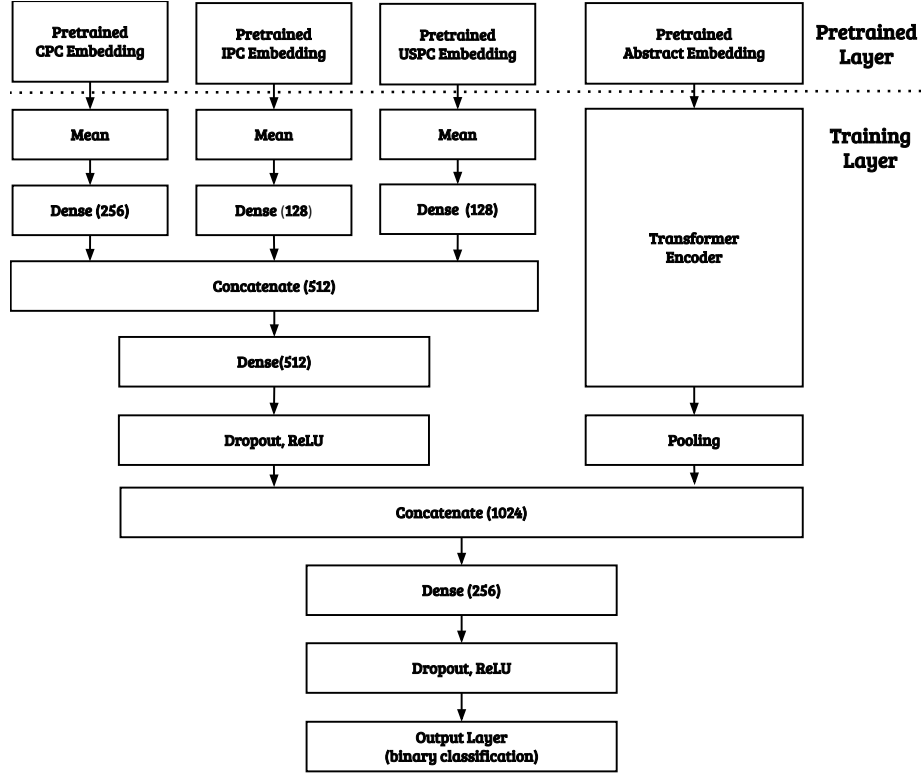 Pretrained
CPC Embedding
Pretrained
IPC Embedding
Pretrained
USPC Embedding
Pretrained
Abstract Embedding
Pretrained
Layer
Mean
Mean
Mean
Training
Layer
Dense (256)
Dense (128)
Dense (128)
Transformer
Encoder
Concatenate (512)
Dense(512)
Dropout, ReLU
Pooling
Concatenate (1024)
Dense (256)
Dropout, ReLU
Output Layer
(binary classification)